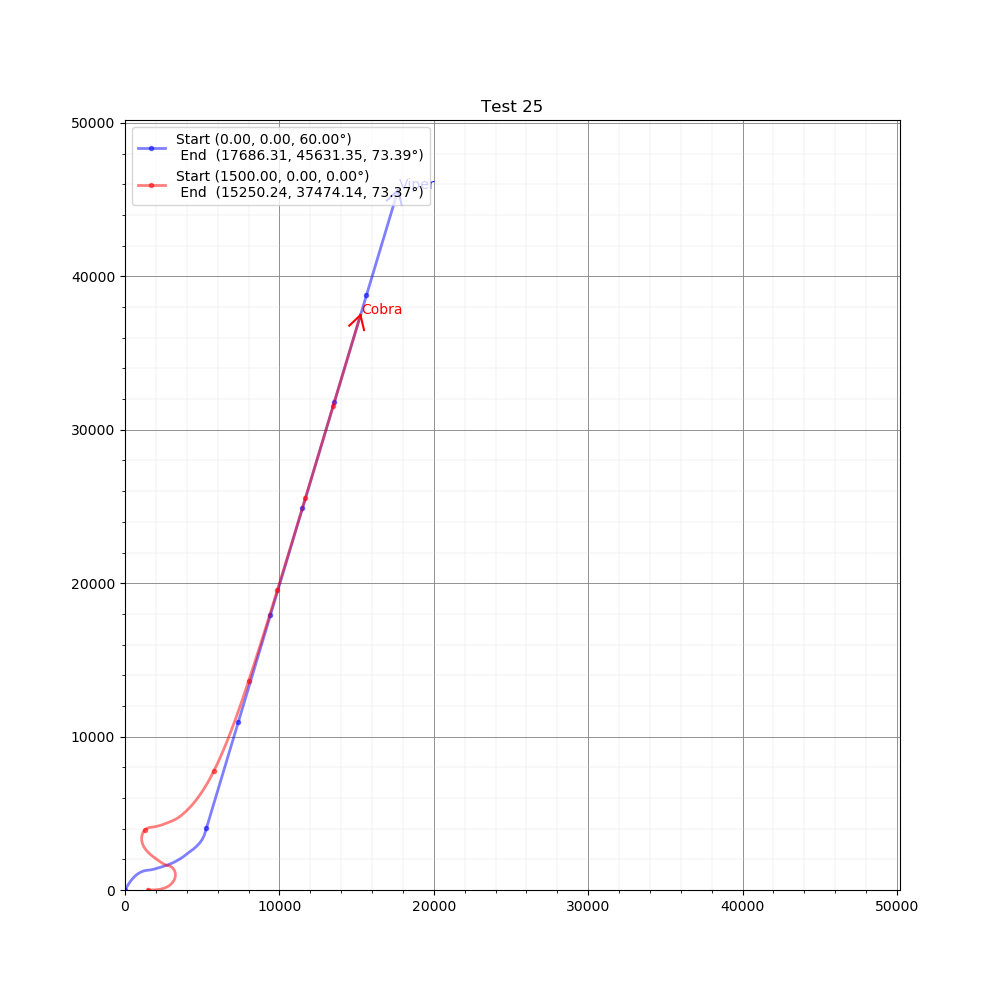 Test 25
Start (0.00, 0.00, 60.00°)
End  (17686.31, 45631.35, 73.39°)
Start (1500.00, 0.00, 0.00°)
End  (15250.24, 37474.14, 73.37°)
Viper
Cobra
50000
40000
30000
20000
10000
0
0
10000
20000
30000
40000
50000